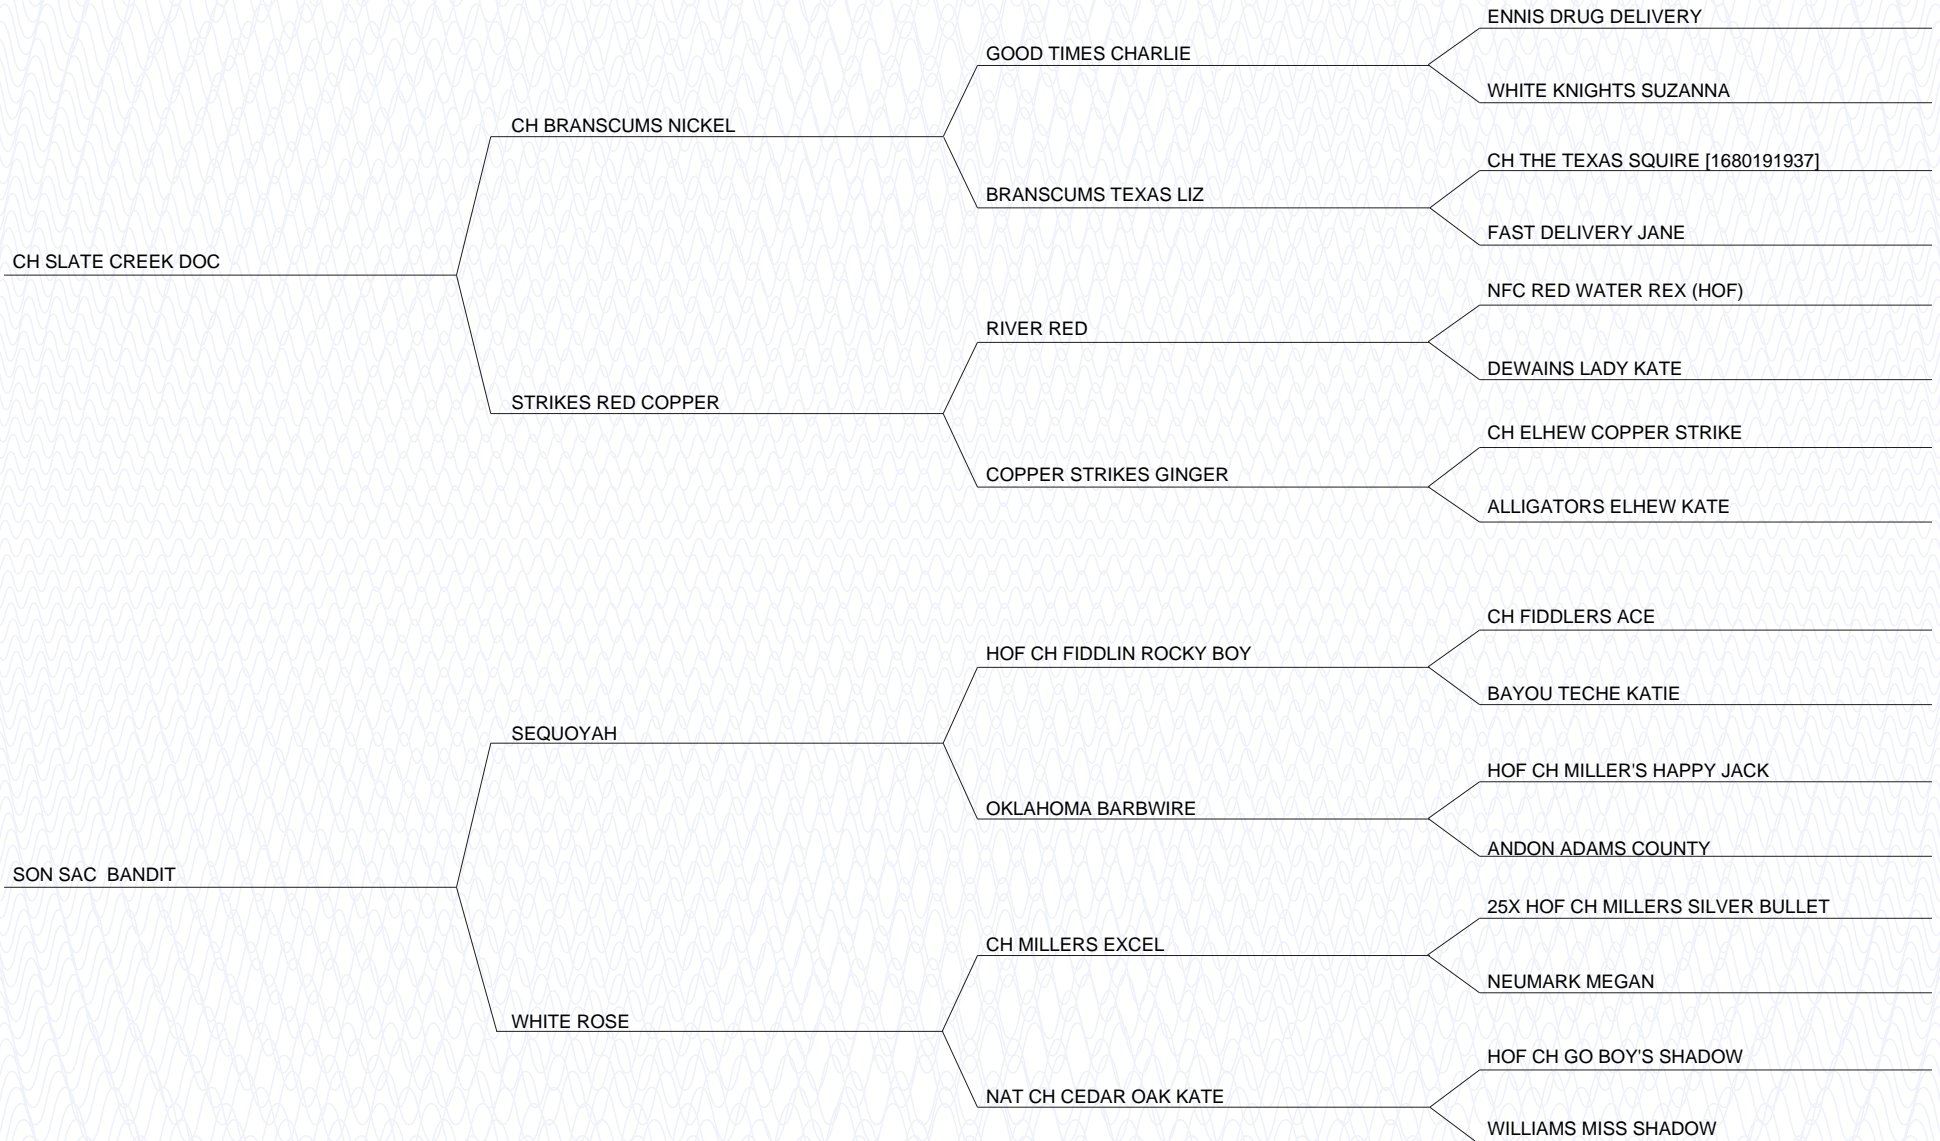 ENNIS DRUG DELIVERY
GOOD TIMES CHARLIE
WHITE KNIGHTS SUZANNA
CH BRANSCUMS NICKEL
CH THE TEXAS SQUIRE [1680191937]
BRANSCUMS TEXAS LIZ
FAST DELIVERY JANE
CH SLATE CREEK DOC
NFC RED WATER REX (HOF)
RIVER RED
DEWAINS LADY KATE
STRIKES RED COPPER
CH ELHEW COPPER STRIKE
COPPER STRIKES GINGER
ALLIGATORS ELHEW KATE
CH FIDDLERS ACE
HOF CH FIDDLIN ROCKY BOY
BAYOU TECHE KATIE
SEQUOYAH
HOF CH MILLER'S HAPPY JACK
OKLAHOMA BARBWIRE
ANDON ADAMS COUNTY
SON SAC  BANDIT
25X HOF CH MILLERS SILVER BULLET
CH MILLERS EXCEL
NEUMARK MEGAN
WHITE ROSE
HOF CH GO BOY'S SHADOW
NAT CH CEDAR OAK KATE
WILLIAMS MISS SHADOW